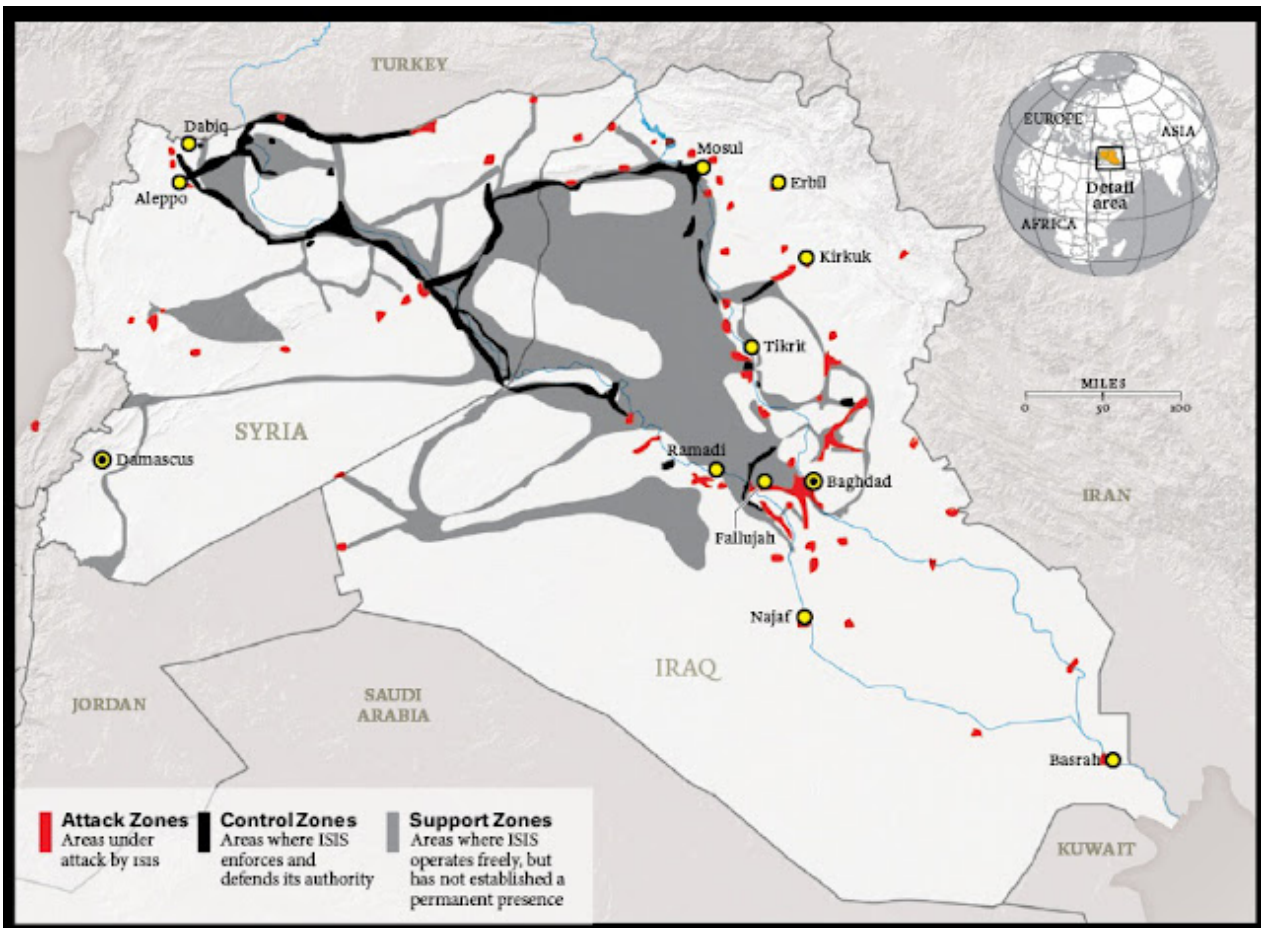 TURKEY
EUROPE
ASIA
AFRICA
Detail
area
Dabiq
Aleppo
Mosul
Erbil
Kirkuk
Tikrit
MILES
0 50 100
SYRIA
Damascus
Ramadi
Baghdad
Fallujah
IRAN
Najaf
IRAQ
JORDAN
SAUDI
ARABIA
Basrah
KUWAIT
Attack Zones
Areas under
attack by ISIS
Control Zones
Areas where ISIS
enforces and
defends its authority
Support Zones
Areas where ISIS
operates freely, but
has not established a
permanent presence